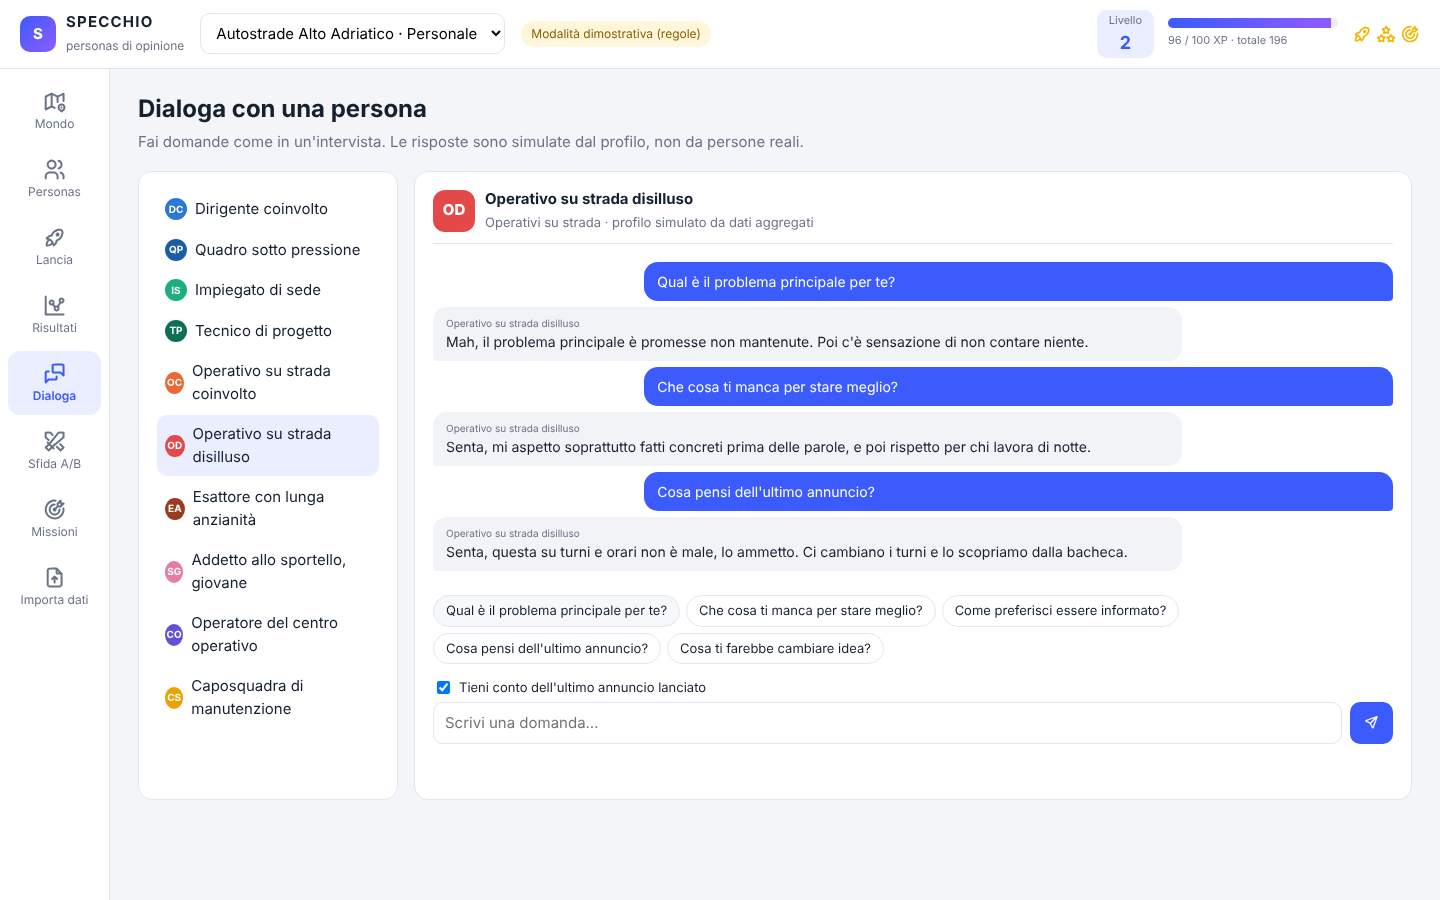 S
SPECCHIO
personas di opinione
Autostrade Alto Adriatico · Personale
Modalità dimostrativa (regole)
Livello
2
96 / 100 XP · totale 196
Mondo
Personas
Lancia
Risultati
Dialoga
Sfida A/B
Missioni
Importa dati
Dialoga con una persona
Fai domande come in un'intervista. Le risposte sono simulate dal profilo, non da persone reali.
DC Dirigente coinvolto
QP Quadro sotto pressione
IS Impiegato di sede
TP Tecnico di progetto
OC Operativo su strada
coinvolto
OD Operativo su strada
disilluso
EA Esattore con lunga
anzianità
SG Addetto allo sportello,
giovane
CO Operatore del centro
operativo
CS Caposquadra di
manutenzione
OD
Operativo su strada disilluso
Operativi su strada · profilo simulato da dati aggregati
Qual è il problema principale per te?
Operativo su strada disilluso
Mah, il problema principale è promesse non mantenute. Poi c'è sensazione di non contare niente.
Che cosa ti manca per stare meglio?
Operativo su strada disilluso
Senta, mi aspetto soprattutto fatti concreti prima delle parole, e poi rispetto per chi lavora di notte.
Cosa pensi dell'ultimo annuncio?
Operativo su strada disilluso
Senta, questa su turni e orari non è male, lo ammetto. Ci cambiano i turni e lo scopriamo dalla bacheca.
Qual è il problema principale per te? Che cosa ti manca per stare meglio? Come preferisci essere informato?
Cosa pensi dell'ultimo annuncio? Cosa ti farebbe cambiare idea?
Tieni conto dell'ultimo annuncio lanciato
Scrivi una domanda...